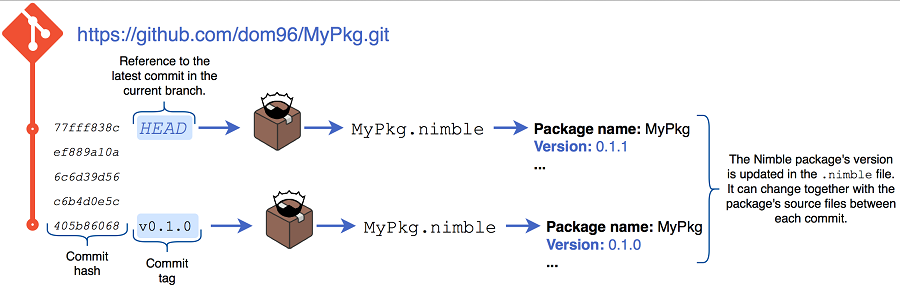 https://github.com/dom96/MyPkg.git
Reference to the
latest commit in the
current branch.
77fff838c HEAD MyPkg.nimble Package name: MyPkg
Version: 0.1.1
...
ef889a10a
6c6d39d56
c6b4d0e5c
405b86068 v0.1.0 MyPkg.nimble Package name: MyPkg
Version: 0.1.0
...
The Nimble package's version
is updated in the .nimble file.
It can change together with the
package's source files between
each commit.
Commit
hash
Commit
tag